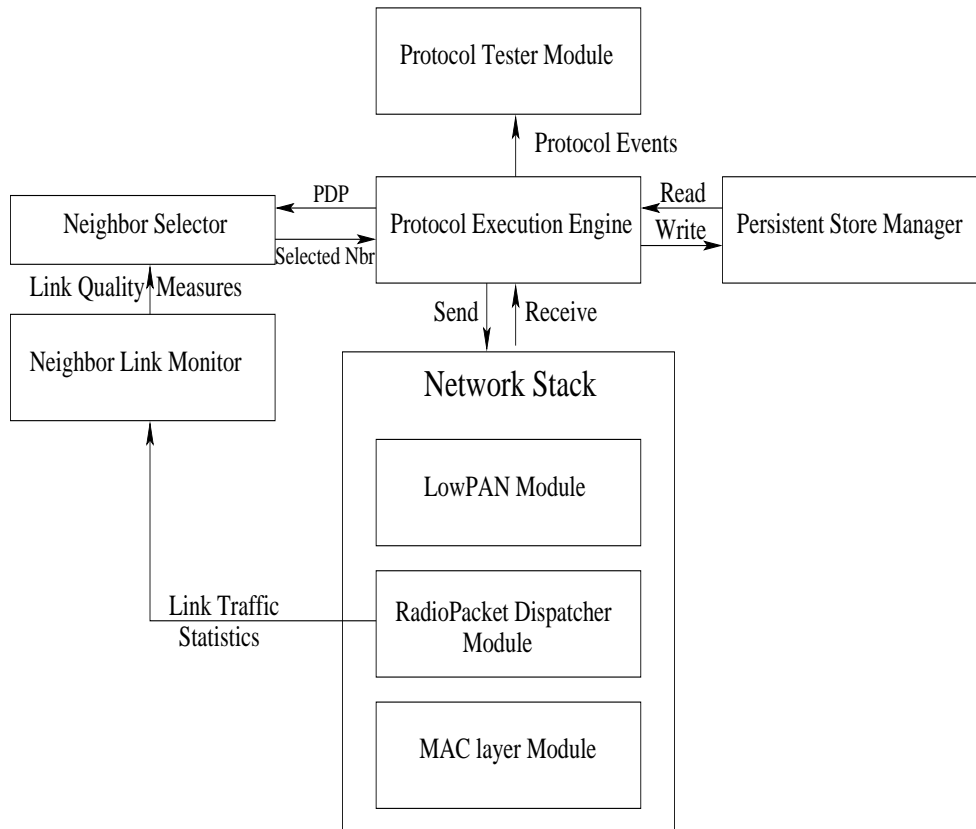 Protocol Tester Module
Protocol Events
PDP
Read
Neighbor Selector
Protocol Execution Engine
Persistent Store Manager
Selected Nbr
Write
Link Quality Measures
Send
Receive
Neighbor Link Monitor
Network Stack
LowPAN Module
Link Traffic
Statistics
RadioPacket Dispatcher
Module
MAC layer Module